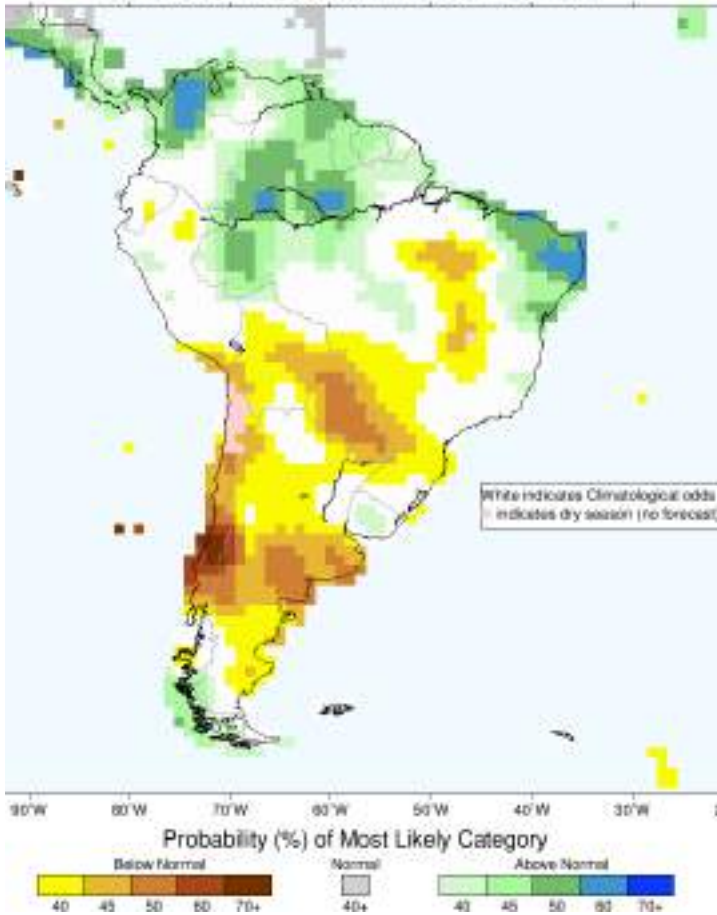 White indicates Climatological odds
indicates dry season (no forecast)
90°W 80°W 70°W 60°W 50°W 40°W 30°W
Probability (%) of Most Likely Category
Below Normal Normal Above Normal
40 45 50 60 70+ 40+ 40 45 50 60 70+